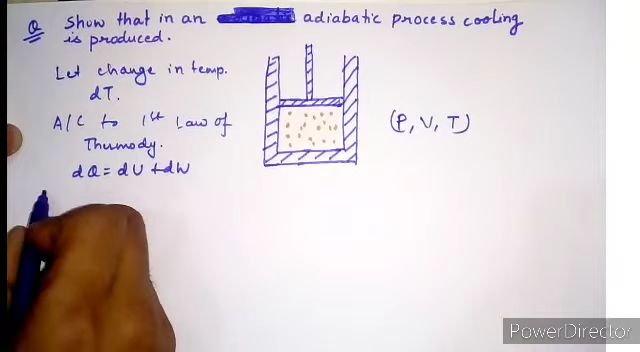 Q Show that in an adiabatic process cooling
is produced.
Let change in temp.
dT.
A/C to 1st Law of
Thermody.
dQ = dU + dW
(P, V, T)
PowerDirector